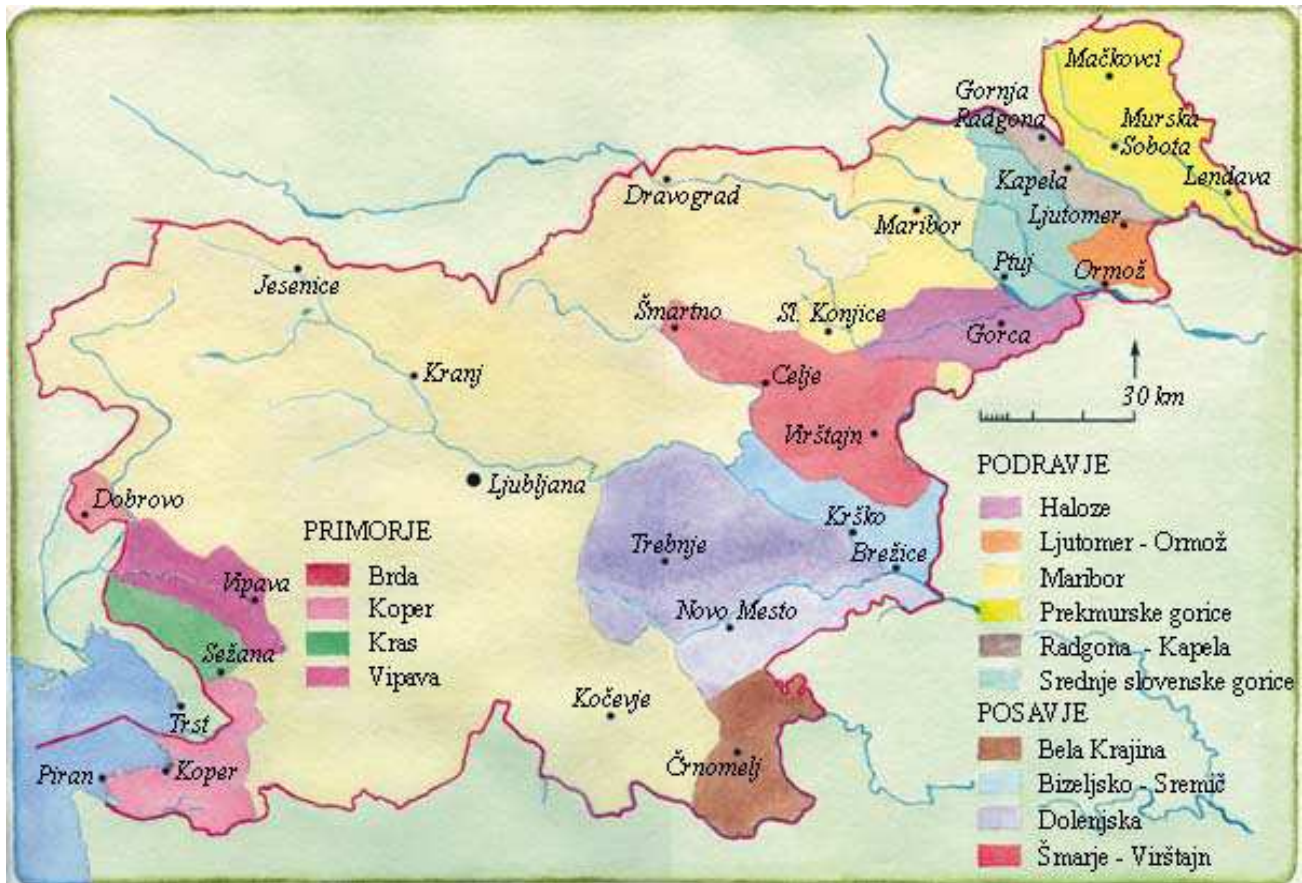 Mačkovci
Gornja
Radgona
Murska
Sobota
Kapela
Lendava
Dravograd
Maribor
Ljutomer
Jesenice
Ptuj
Ormož
Šmartno
Sl. Konjice
Gorca
Kranj
Celje
30 km
Virštajn
Ljubljana
Dobrovo
Krško
Trebnje
Brežice
Vipava
Novo Mesto
Sežana
Kočevje
Trst
Črnomelj
Piran
Koper
PRIMORJE
Brda
Koper
Kras
Vipava
PODRAVJE
Haloze
Ljutomer - Ormož
Maribor
Prekmurske gorice
Radgona - Kapela
Srednje slovenske gorice
POSAVJE
Bela Krajina
Bizeljsko - Sremič
Dolenjska
Šmarje - Virštajn